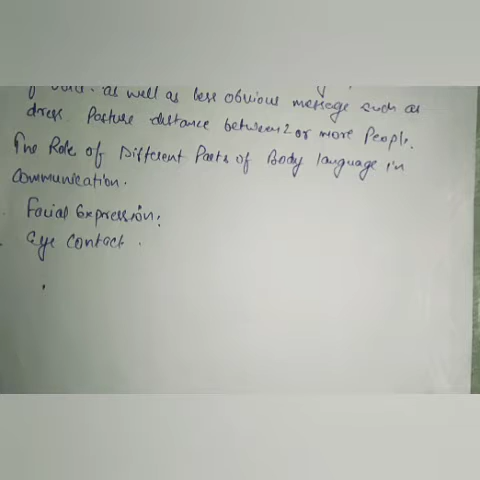 as well as less obvious message such as
dress. Posture distance between 2 or more People.
The Role of Different Parts of Body language in
Communication.
Facial Expression:
Eye Contact.